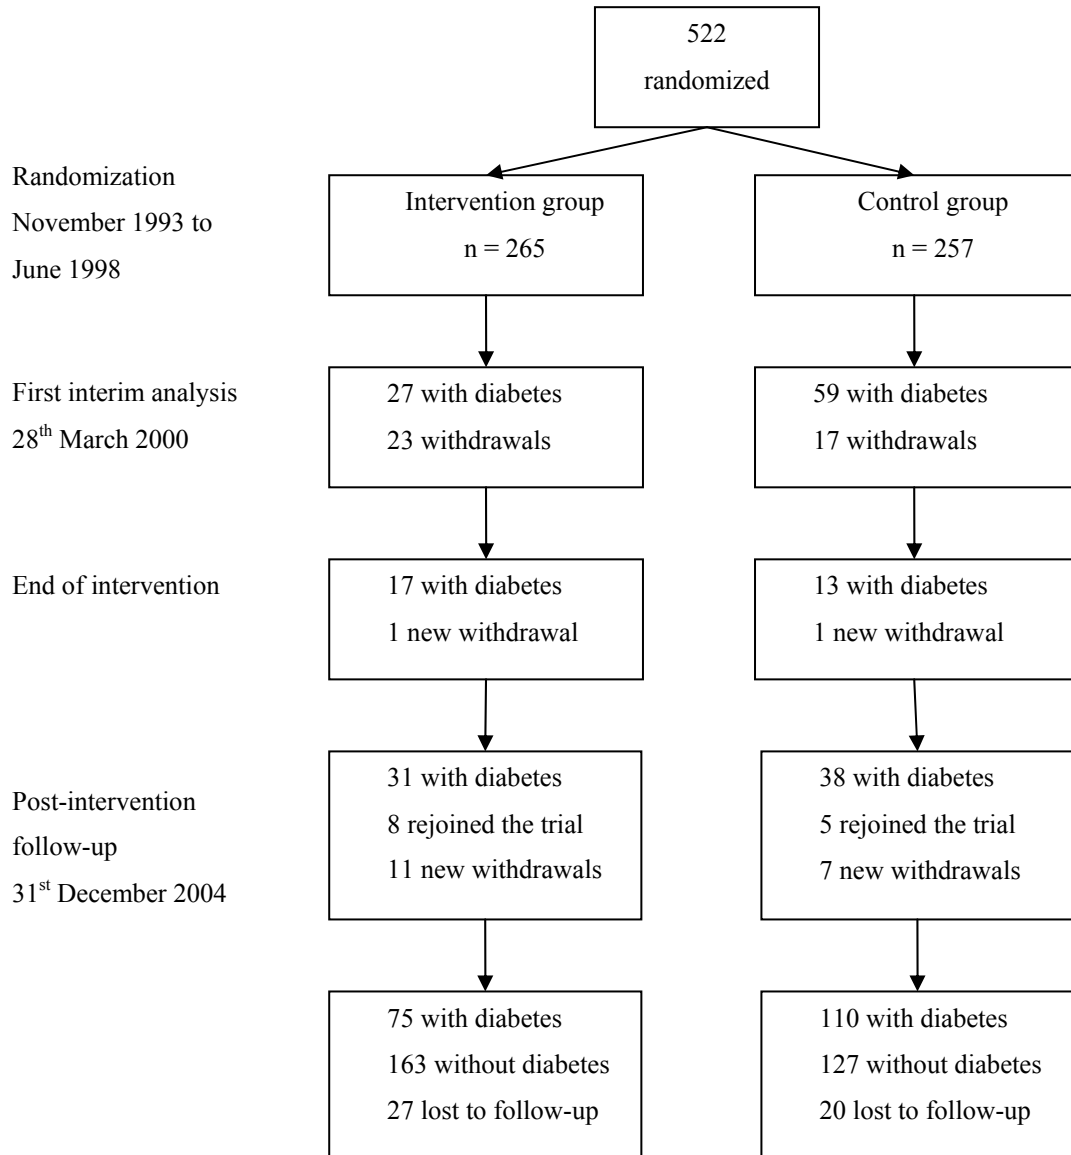 522
randomized
Randomization
November 1993 to
June 1998
Intervention group
n = 265
Control group
n = 257
First interim analysis
28th March 2000
27 with diabetes
23 withdrawals
59 with diabetes
17 withdrawals
End of intervention
17 with diabetes
1 new withdrawal
13 with diabetes
1 new withdrawal
Post-intervention
follow-up
31st December 2004
31 with diabetes
8 rejoined the trial
11 new withdrawals
38 with diabetes
5 rejoined the trial
7 new withdrawals
75 with diabetes
163 without diabetes
27 lost to follow-up
110 with diabetes
127 without diabetes
20 lost to follow-up